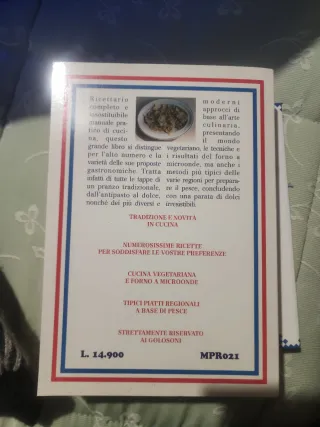 Ricettario
completo e
insostituibile
manuale pra-
tico di cuci-
na, questo
grande libro si distingue
per l'alto numero e la
varietà delle sue proposte
gastronomiche. Tratta
infatti di tutte le tappe di
un pranzo tradizionale,
dall'antipasto al dolce,
nonché dei più diversi e
moderni
approcci di
base all'arte
culinaria,
presentando
il mondo
vegetariano, le tecniche e
i risultati del forno a
microonde, ma anche i
metodi più tipici delle
varie regioni per prepara-
re il pesce, concludendo
con una parata di dolci
irresistibili.
TRADIZIONE E NOVITÀ
IN CUCINA
NUMEROSISSIME RICETTE
PER SODDISFARE LE VOSTRE PREFERENZE
CUCINA VEGETARIANA
E FORNO A MICROONDE
TIPICI PIATTI REGIONALI
A BASE DI PESCE
STRETTAMENTE RISERVATO
AI GOLOSONI
L. 14.900
MPR021